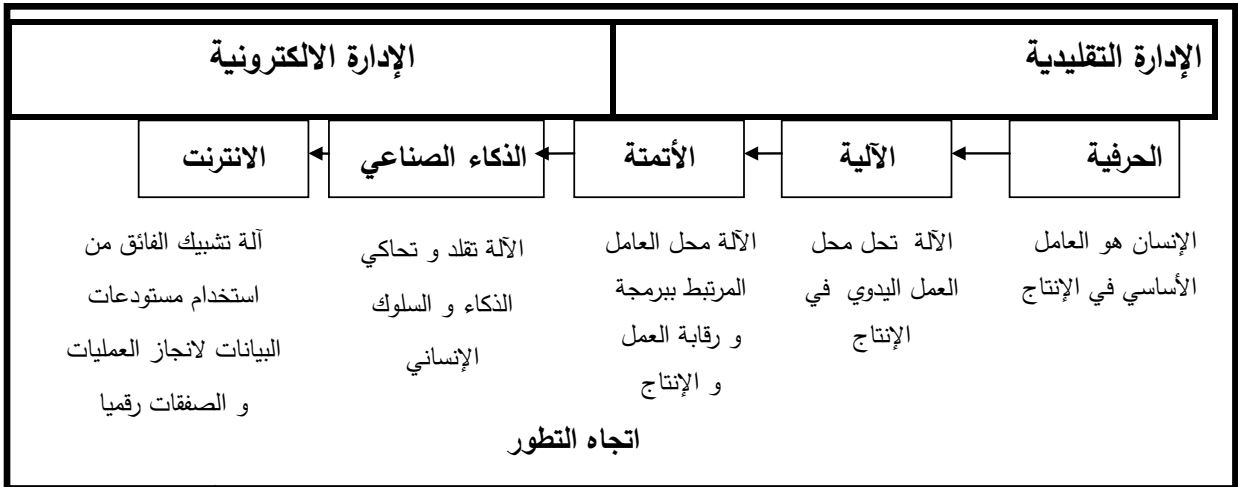 الإدارة التقليدية
الإدارة الالكترونية
الحرفية
الآلية
الأتمتة
الذكاء الصناعي
الانترنت
الإنسان هو العامل
الأساسي في الإنتاج
الآلة تحل محل
العمل اليدوي في
الإنتاج
الآلة محل العامل
المرتبط ببرمجة
و رقابة العمل
و الإنتاج
الآلة تقلد و تحاكي
الذكاء و السلوك
الإنساني
آلة تشبيك الفائق من
استخدام مستودعات
البيانات لانجاز العمليات
و الصفقات رقميا
اتجاه التطور